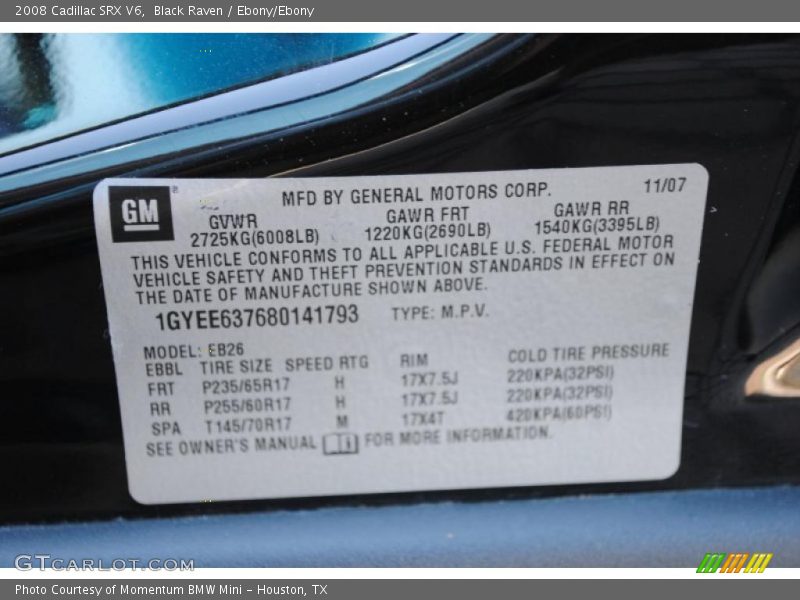 2008 Cadillac SRX V6, Black Raven / Ebony/Ebony
GM ® MFD BY GENERAL MOTORS CORP. 11/07
GVWR GAWR FRT GAWR RR
2725KG(6008LB) 1220KG(2690LB) 1540KG(3395LB)
THIS VEHICLE CONFORMS TO ALL APPLICABLE U.S. FEDERAL MOTOR
VEHICLE SAFETY AND THEFT PREVENTION STANDARDS IN EFFECT ON
THE DATE OF MANUFACTURE SHOWN ABOVE.
1GYEE637680141793 TYPE: M.P.V.
MODEL: EB26
EBBL TIRE SIZE SPEED RTG RIM COLD TIRE PRESSURE
FRT P235/65R17 H 17X7.5J 220KPA(32PSI)
RR P255/60R17 H 17X7.5J 220KPA(32PSI)
SPA T145/70R17 M 17X4T 420KPA(60PSI)
SEE OWNER'S MANUAL FOR MORE INFORMATION.
GTCARLOT.COM
Photo Courtesy of Momentum BMW Mini - Houston, TX